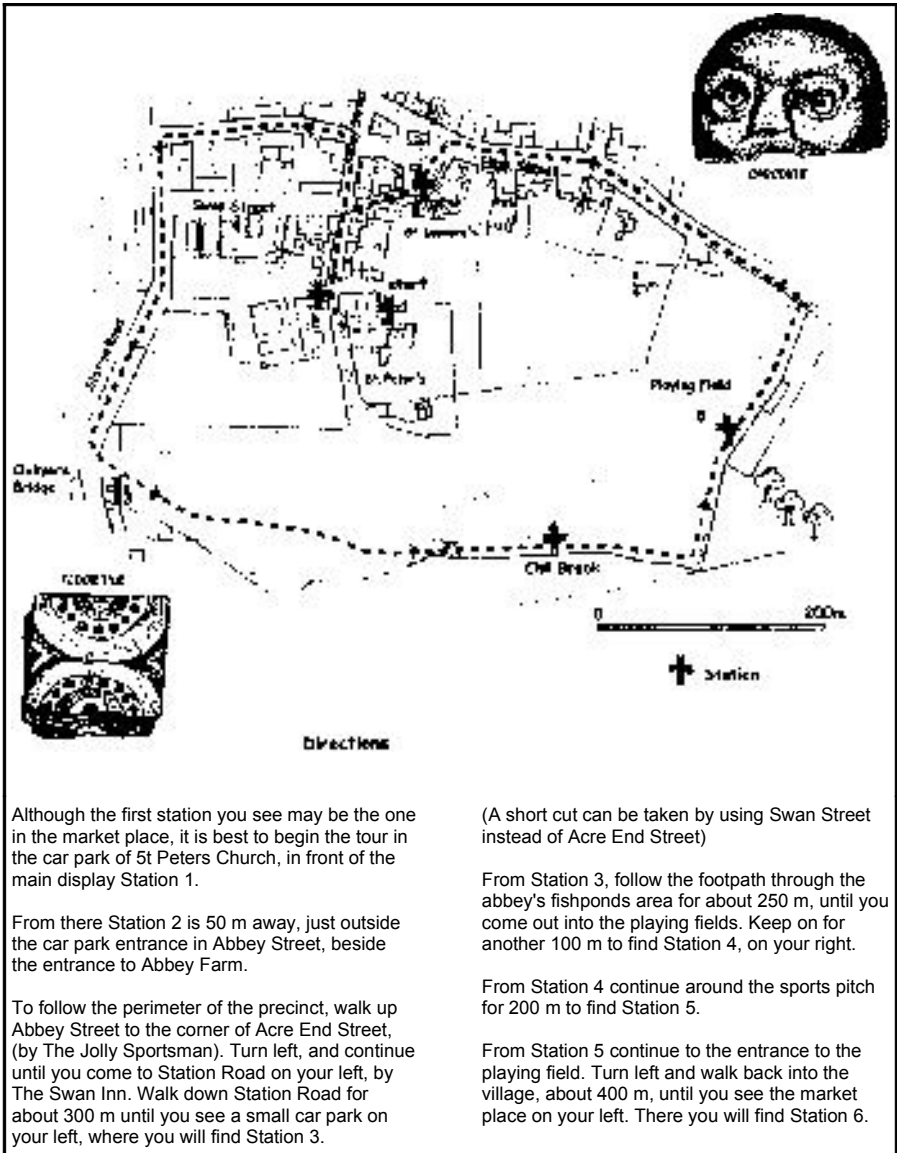 Swan Street
start
St. Peter's
Playing Field
Station Road
Bridge
Chil Brook
0
200m
Station
Directions
Although the first station you see may be the one
in the market place, it is best to begin the tour in
the car park of 5t Peters Church, in front of the
main display Station 1.
From there Station 2 is 50 m away, just outside
the car park entrance in Abbey Street, beside
the entrance to Abbey Farm.
To follow the perimeter of the precinct, walk up
Abbey Street to the corner of Acre End Street,
(by The Jolly Sportsman). Turn left, and continue
until you come to Station Road on your left, by
The Swan Inn. Walk down Station Road for
about 300 m until you see a small car park on
your left, where you will find Station 3.
(A short cut can be taken by using Swan Street
instead of Acre End Street)
From Station 3, follow the footpath through the
abbey's fishponds area for about 250 m, until you
come out into the playing fields. Keep on for
another 100 m to find Station 4, on your right.
From Station 4 continue around the sports pitch
for 200 m to find Station 5.
From Station 5 continue to the entrance to the
playing field. Turn left and walk back into the
village, about 400 m, until you see the market
place on your left. There you will find Station 6.